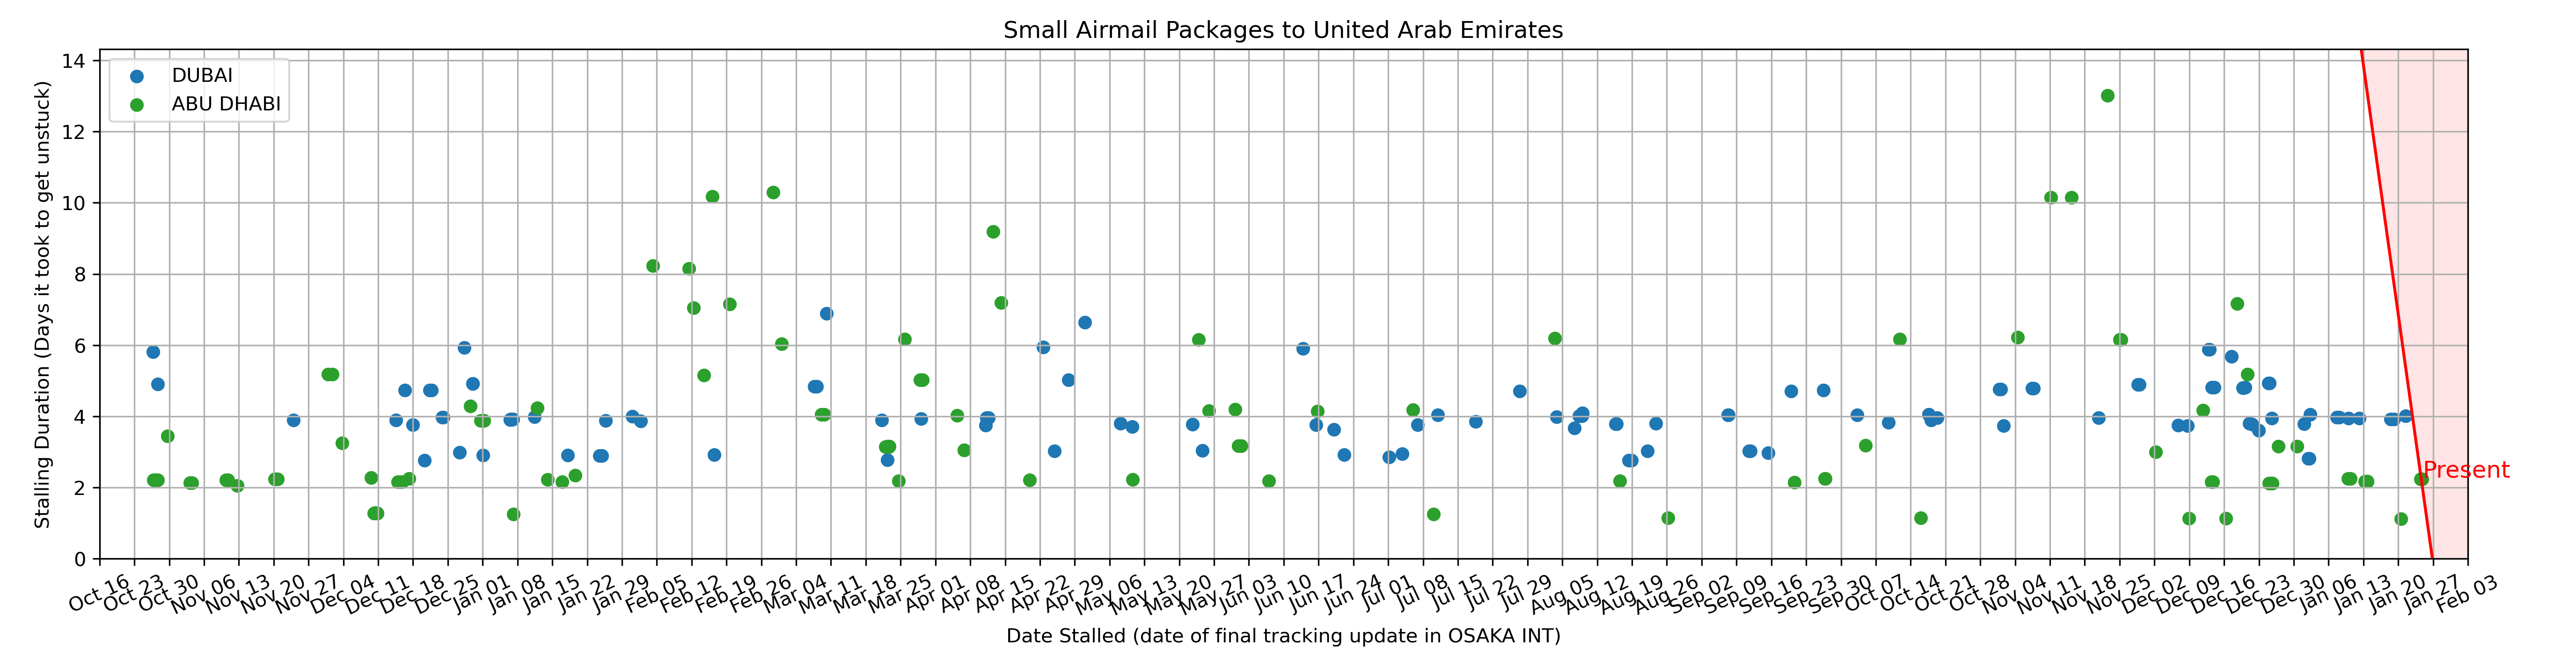 Small Airmail Packages to United Arab Emirates
DUBAI
ABU DHABI
Stalling Duration (Days it took to get unstuck)
14
12
10
8
6
4
2
0
Present
Oct 16
Oct 23
Oct 30
Nov 06
Nov 13
Nov 20
Nov 27
Dec 04
Dec 11
Dec 18
Dec 25
Jan 01
Jan 08
Jan 15
Jan 22
Jan 29
Feb 05
Feb 12
Feb 19
Feb 26
Mar 04
Mar 11
Mar 18
Mar 25
Apr 01
Apr 08
Apr 15
Apr 22
Apr 29
May 06
May 13
May 20
May 27
Jun 03
Jun 10
Jun 17
Jun 24
Jul 01
Jul 08
Jul 15
Jul 22
Jul 29
Aug 05
Aug 12
Aug 19
Aug 26
Sep 02
Sep 09
Sep 16
Sep 23
Sep 30
Oct 07
Oct 14
Oct 21
Oct 28
Nov 04
Nov 11
Nov 18
Nov 25
Dec 02
Dec 09
Dec 16
Dec 23
Dec 30
Jan 06
Jan 13
Jan 20
Jan 27
Feb 03
Date Stalled (date of final tracking update in OSAKA INT)